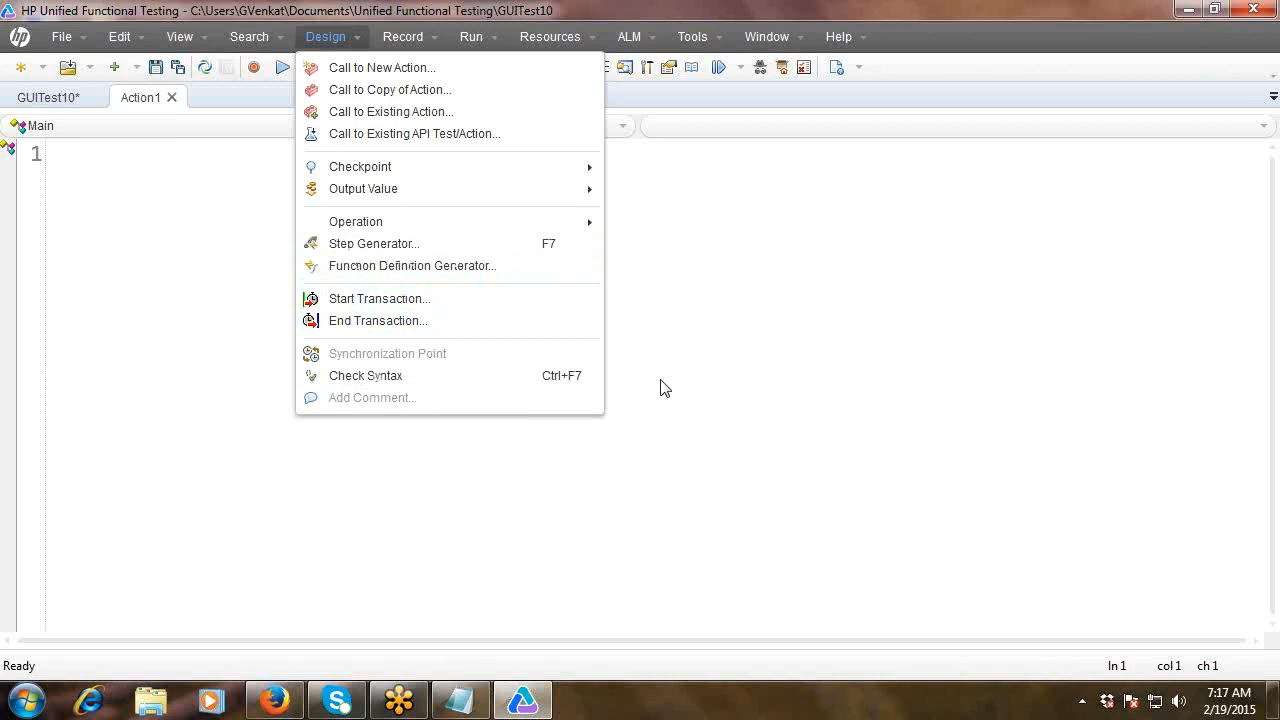 HP Unified Functional Testing - C:\Users\GVenkat\Documents\Unified Functional Testing\GUITest10
hp File Edit View Search Design Record Run Resources ALM Tools Window Help
GUITest10* Action1
Main
1
Call to New Action...
Call to Copy of Action...
Call to Existing Action...
Call to Existing API Test/Action...
Checkpoint
Output Value
Operation
Step Generator... F7
Function Definition Generator...
Start Transaction...
End Transaction...
Synchronization Point
Check Syntax Ctrl+F7
Add Comment...
Ready ln 1 col 1 ch 1
7:17 AM
2/19/2015